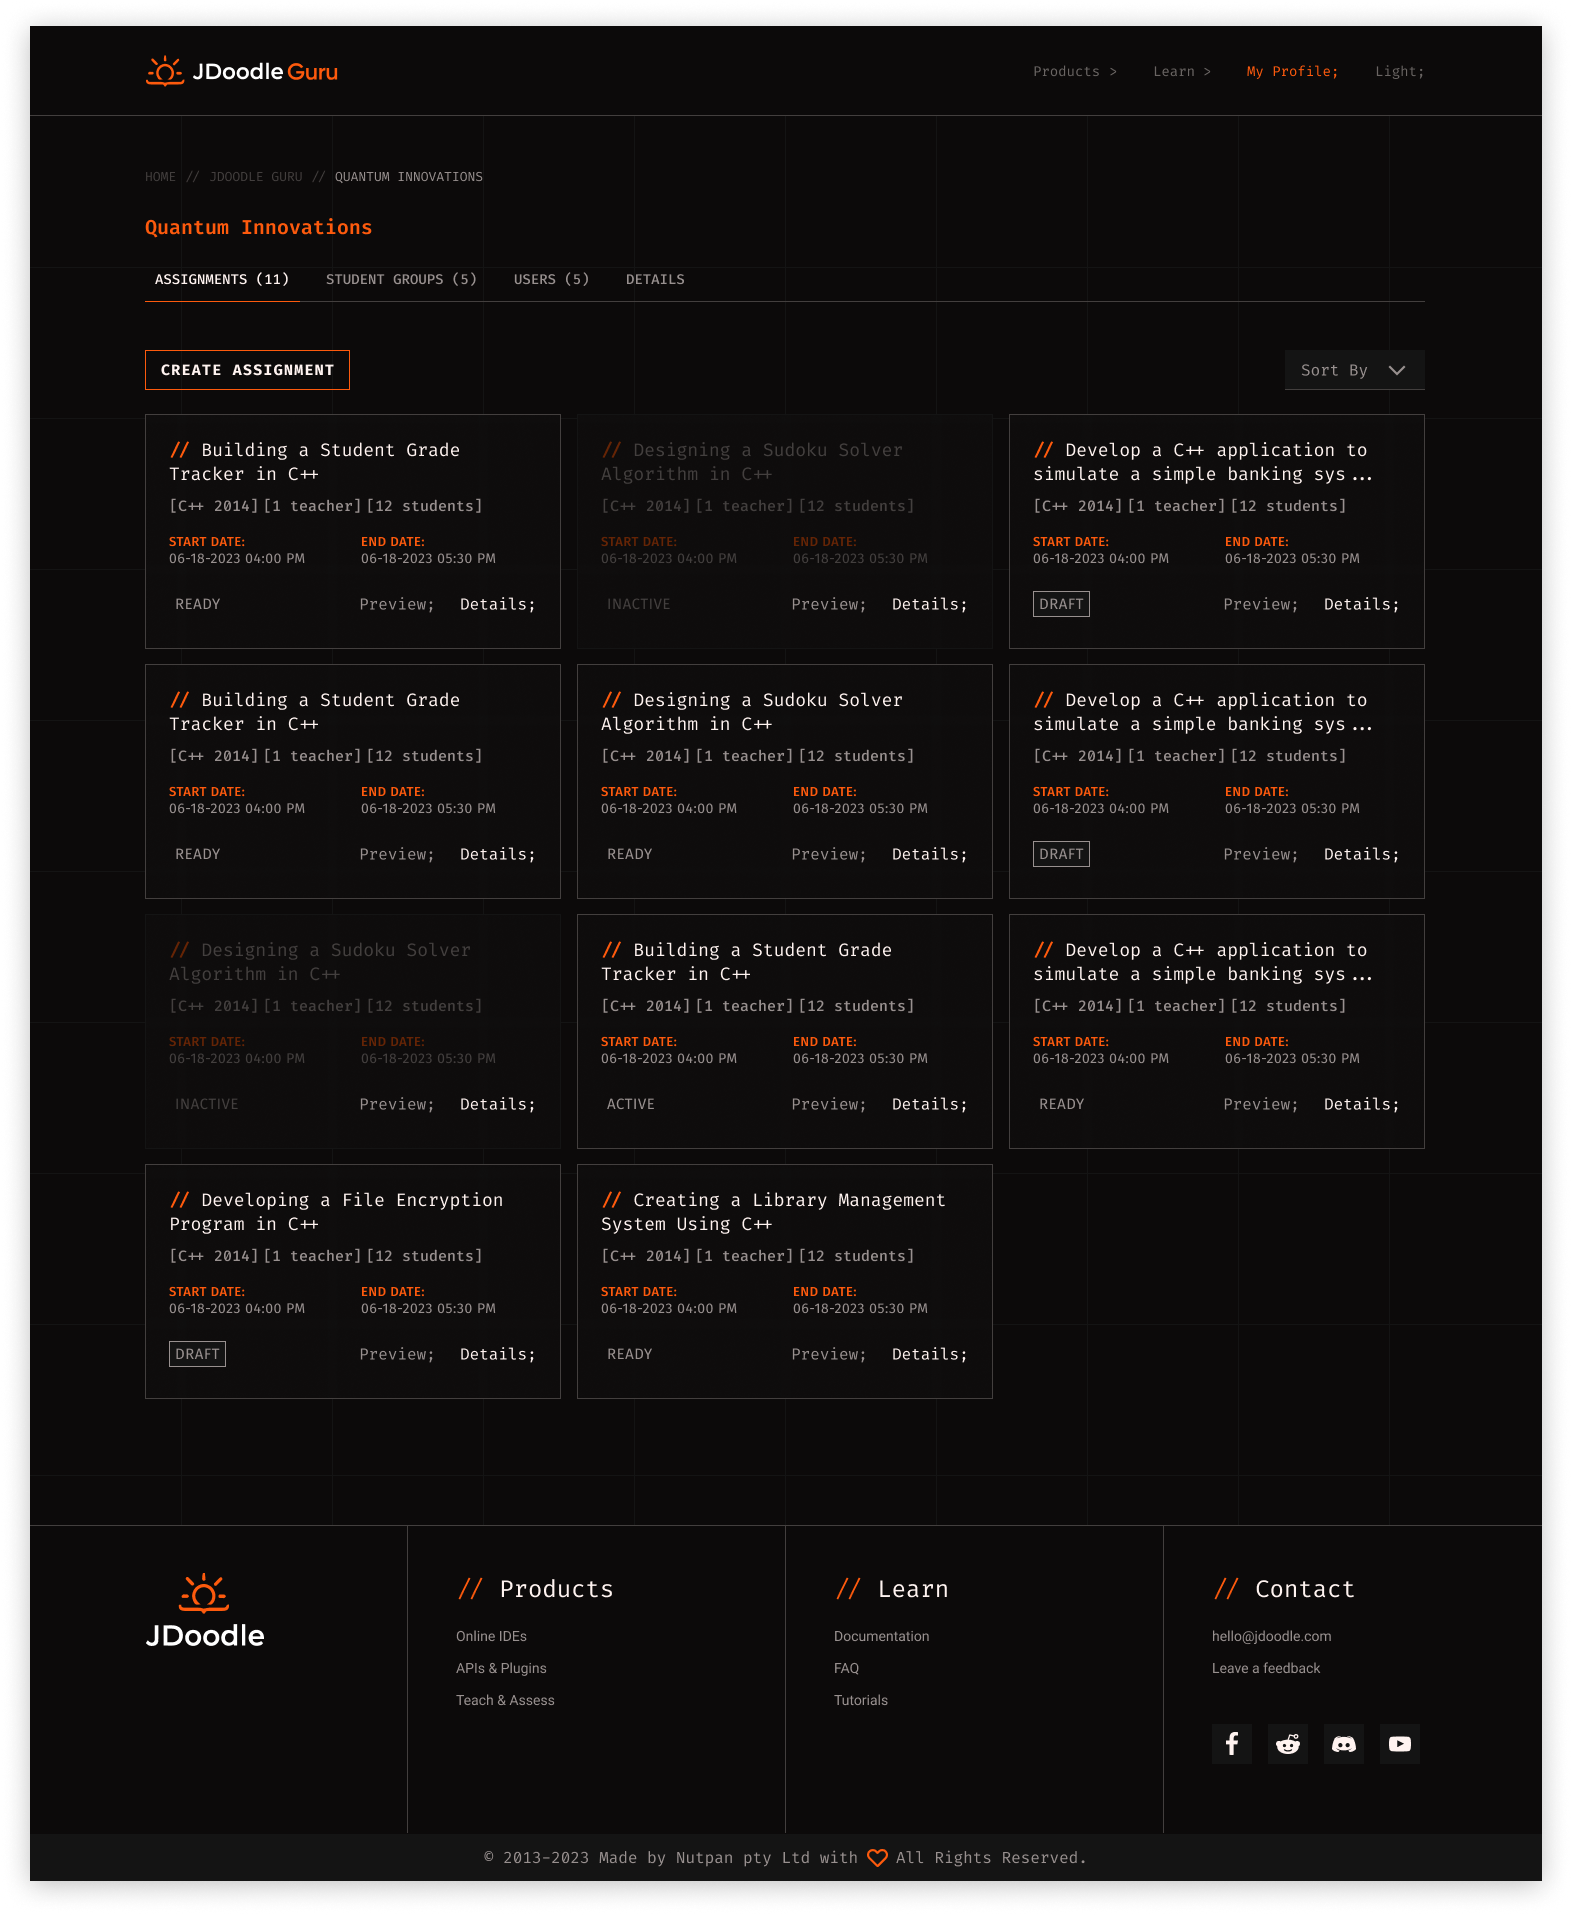 JDoodle Guru
Products > Learn > My Profile; Light;
HOME // JDOODLE GURU // QUANTUM INNOVATIONS
Quantum Innovations
ASSIGNMENTS (11) STUDENT GROUPS (5) USERS (5) DETAILS
CREATE ASSIGNMENT
Sort By
// Building a Student Grade
Tracker in C++
[C++ 2014] [1 teacher] [12 students]
START DATE: END DATE:
06-18-2023 04:00 PM 06-18-2023 05:30 PM
READY Preview; Details;
// Designing a Sudoku Solver
Algorithm in C++
[C++ 2014] [1 teacher] [12 students]
START DATE: END DATE:
06-18-2023 04:00 PM 06-18-2023 05:30 PM
INACTIVE Preview; Details;
// Develop a C++ application to
simulate a simple banking sys...
[C++ 2014] [1 teacher] [12 students]
START DATE: END DATE:
06-18-2023 04:00 PM 06-18-2023 05:30 PM
DRAFT Preview; Details;
// Building a Student Grade
Tracker in C++
[C++ 2014] [1 teacher] [12 students]
START DATE: END DATE:
06-18-2023 04:00 PM 06-18-2023 05:30 PM
READY Preview; Details;
// Designing a Sudoku Solver
Algorithm in C++
[C++ 2014] [1 teacher] [12 students]
START DATE: END DATE:
06-18-2023 04:00 PM 06-18-2023 05:30 PM
READY Preview; Details;
// Develop a C++ application to
simulate a simple banking sys...
[C++ 2014] [1 teacher] [12 students]
START DATE: END DATE:
06-18-2023 04:00 PM 06-18-2023 05:30 PM
DRAFT Preview; Details;
// Designing a Sudoku Solver
Algorithm in C++
[C++ 2014] [1 teacher] [12 students]
START DATE: END DATE:
06-18-2023 04:00 PM 06-18-2023 05:30 PM
INACTIVE Preview; Details;
// Building a Student Grade
Tracker in C++
[C++ 2014] [1 teacher] [12 students]
START DATE: END DATE:
06-18-2023 04:00 PM 06-18-2023 05:30 PM
ACTIVE Preview; Details;
// Develop a C++ application to
simulate a simple banking sys...
[C++ 2014] [1 teacher] [12 students]
START DATE: END DATE:
06-18-2023 04:00 PM 06-18-2023 05:30 PM
READY Preview; Details;
// Developing a File Encryption
Program in C++
[C++ 2014] [1 teacher] [12 students]
START DATE: END DATE:
06-18-2023 04:00 PM 06-18-2023 05:30 PM
DRAFT Preview; Details;
// Creating a Library Management
System Using C++
[C++ 2014] [1 teacher] [12 students]
START DATE: END DATE:
06-18-2023 04:00 PM 06-18-2023 05:30 PM
READY Preview; Details;
JDoodle
// Products
Online IDEs
APIs & Plugins
Teach & Assess
// Learn
Documentation
FAQ
Tutorials
// Contact
hello@jdoodle.com
Leave a feedback
© 2013-2023 Made by Nutpan pty Ltd with All Rights Reserved.